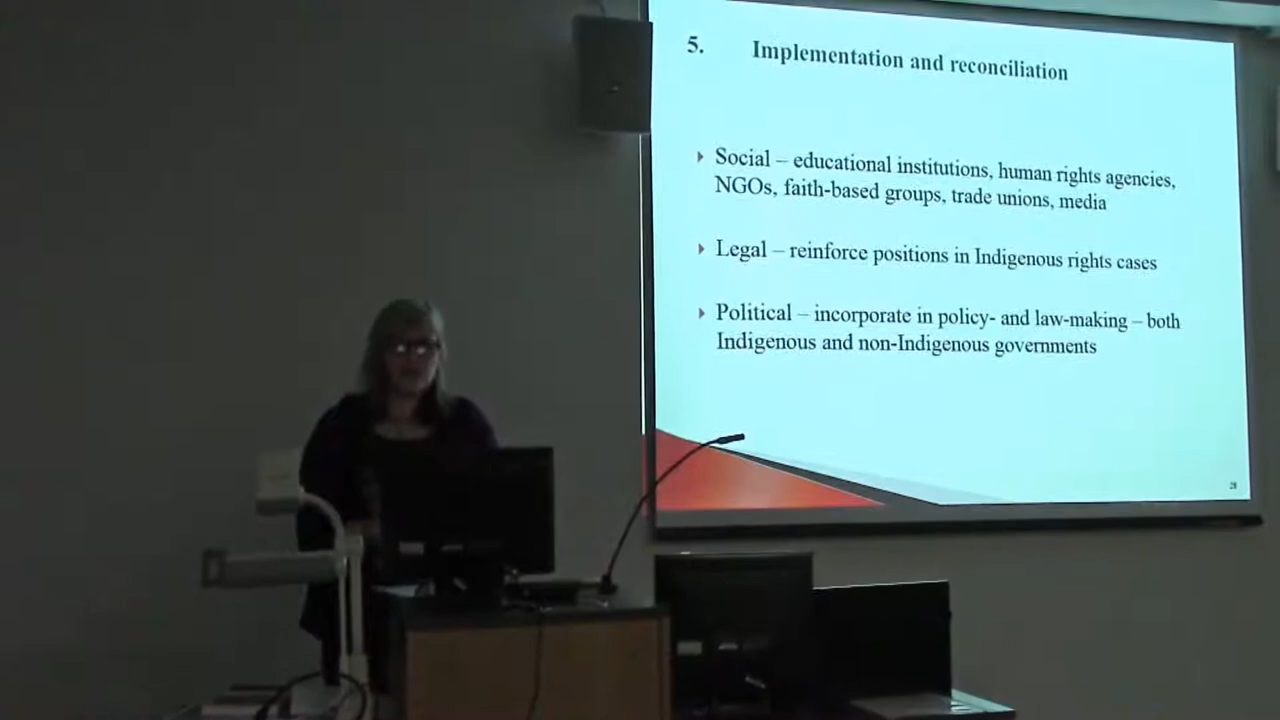 5. Implementation and reconciliation
Social – educational institutions, human rights agencies,
NGOs, faith-based groups, trade unions, media
Legal – reinforce positions in Indigenous rights cases
Political – incorporate in policy- and law-making – both
Indigenous and non-Indigenous governments
28